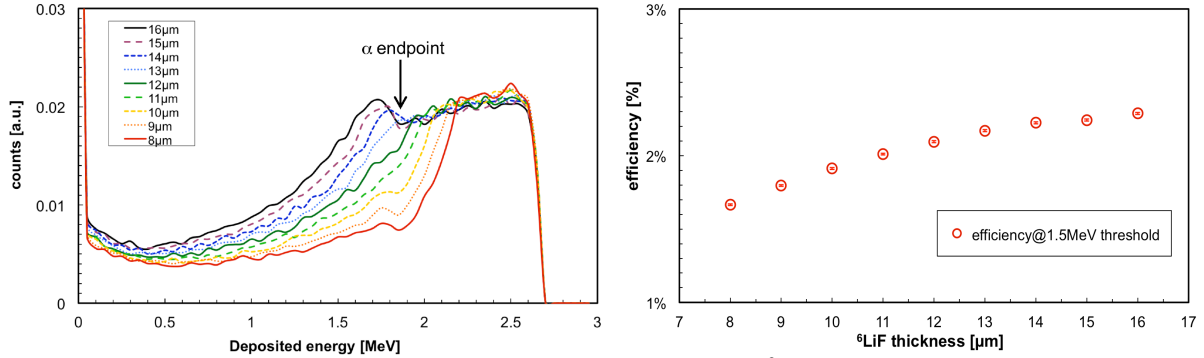 0.03
0.02
0.01
0
counts [a.u.]
16µm
15µm
14µm
13µm
12µm
11µm
10µm
9µm
8µm
α endpoint
0 0.5 1 1.5 2 2.5 3
Deposited energy [MeV]
3%
2%
1%
efficiency [%]
efficiency@1.5MeV threshold
7 8 9 10 11 12 13 14 15 16 17
⁶LiF thickness [µm]